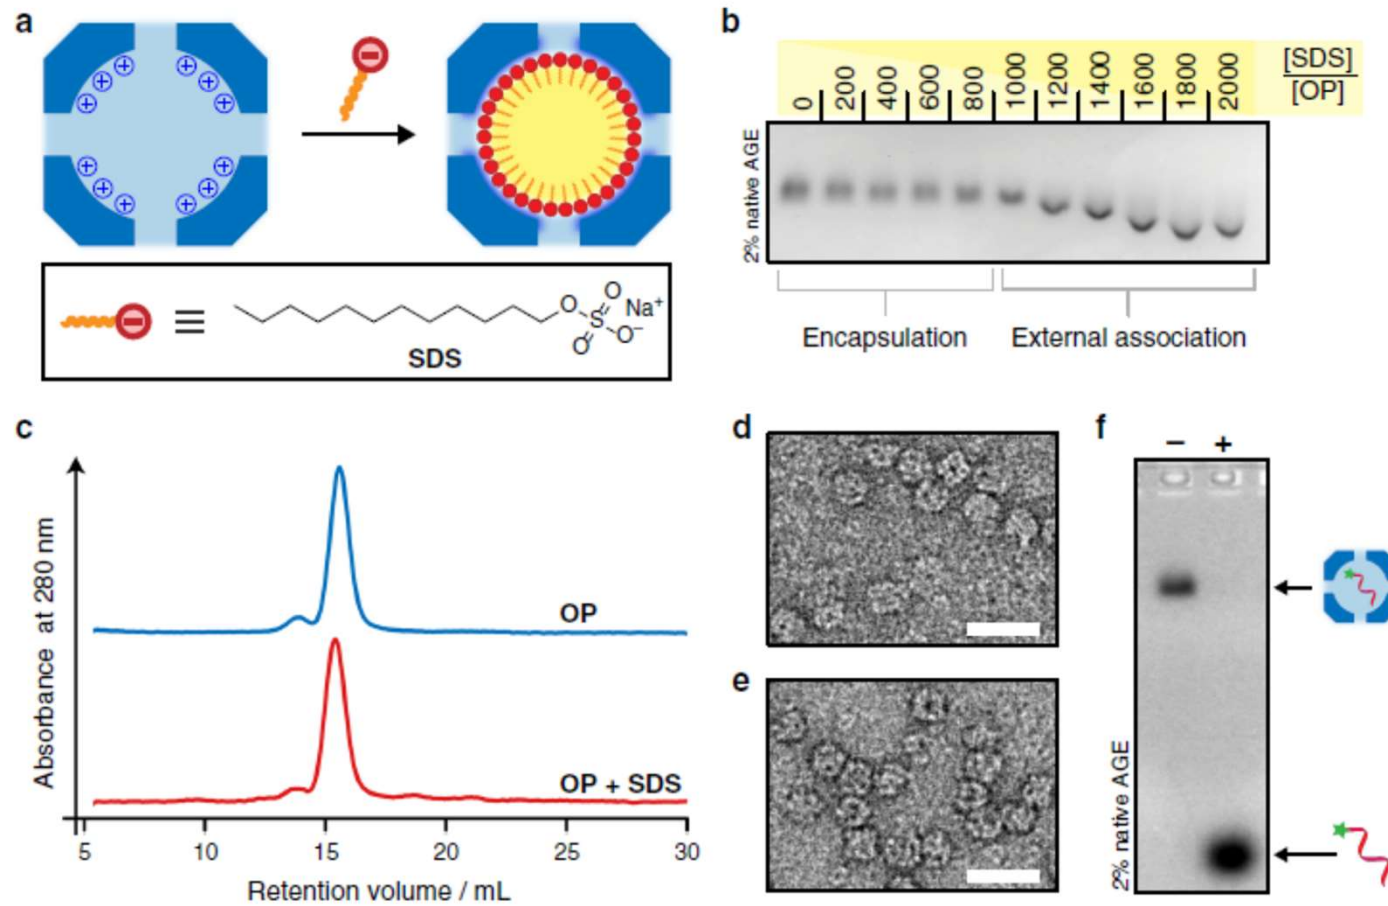 a
+ + + + + + + + + + + +
−
− ≡
O
O
S
O
O−
Na+
SDS
b
0 200 400 600 800 1000 1200 1400 1600 1800 2000
[SDS]
[OP]
2% native AGE
Encapsulation External association
c
Absorbance at 280 nm
OP
OP + SDS
5 10 15 20 25 30
Retention volume / mL
d
e
f
− +
2% native AGE